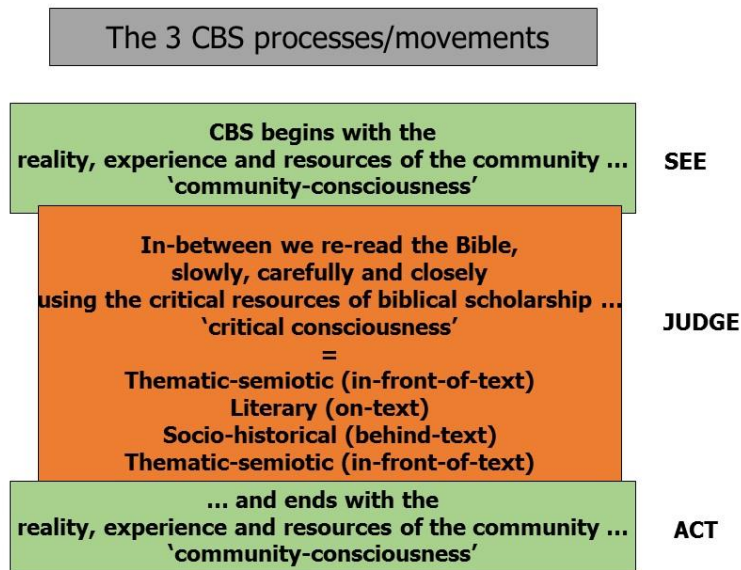 The 3 CBS processes/movements
CBS begins with the
reality, experience and resources of the community ...
‘community-consciousness’
SEE
In-between we re-read the Bible,
slowly, carefully and closely
using the critical resources of biblical scholarship ...
‘critical consciousness’
=
Thematic-semiotic (in-front-of-text)
Literary (on-text)
Socio-historical (behind-text)
Thematic-semiotic (in-front-of-text)
JUDGE
... and ends with the
reality, experience and resources of the community ...
‘community-consciousness’
ACT